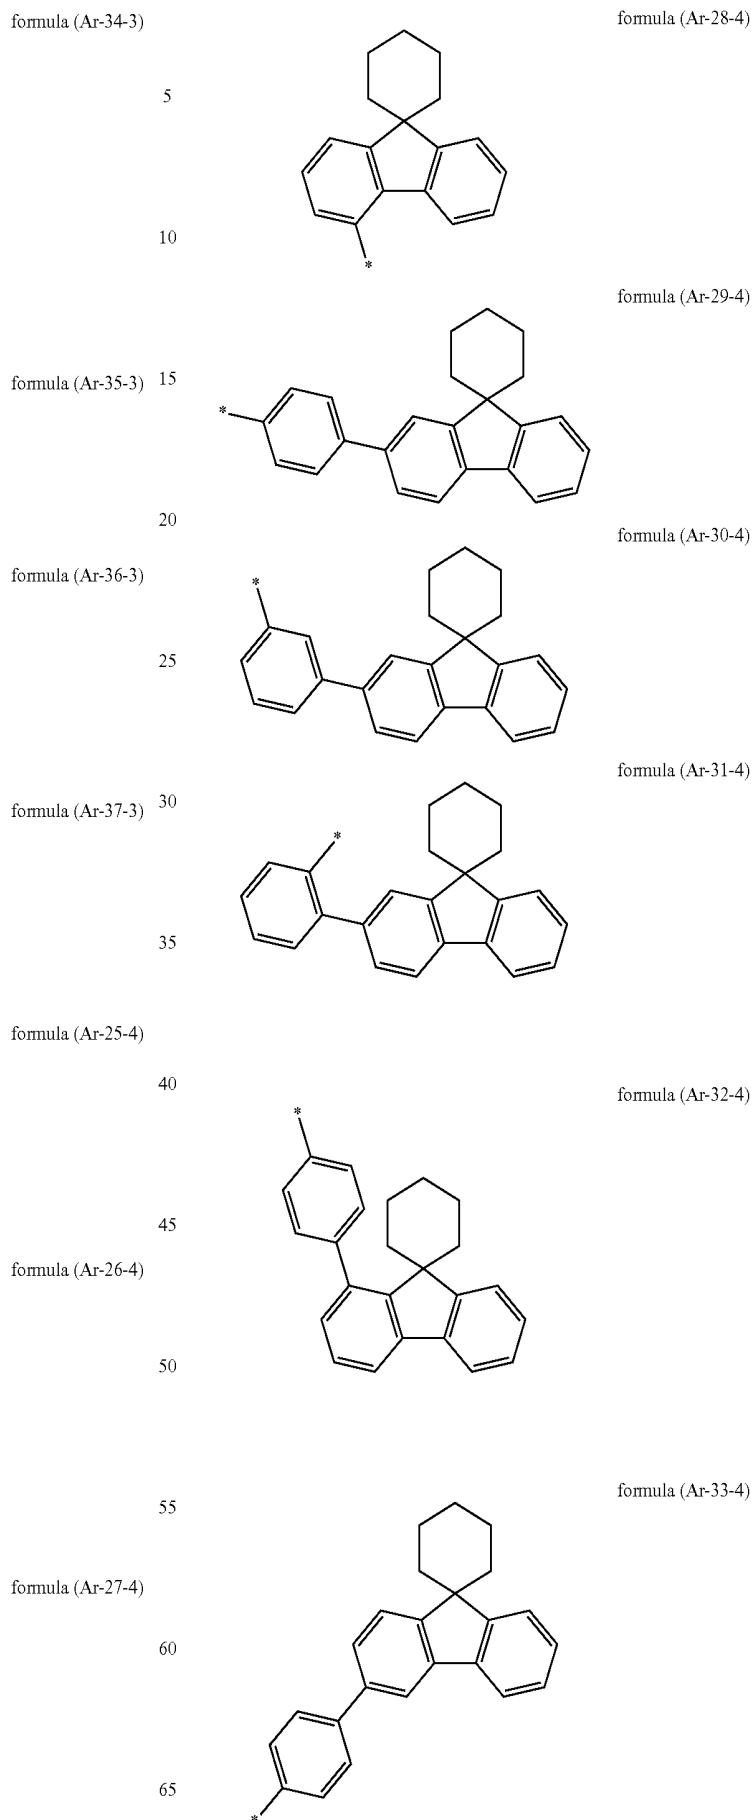 formula (Ar-34-3)
formula (Ar-28-4)
5
10
*
formula (Ar-29-4)
15
formula (Ar-35-3)
*
20
formula (Ar-30-4)
formula (Ar-36-3)
*
25
formula (Ar-31-4)
30
formula (Ar-37-3)
*
35
formula (Ar-25-4)
40
formula (Ar-32-4)
*
45
formula (Ar-26-4)
50
formula (Ar-33-4)
55
formula (Ar-27-4)
60
65
*